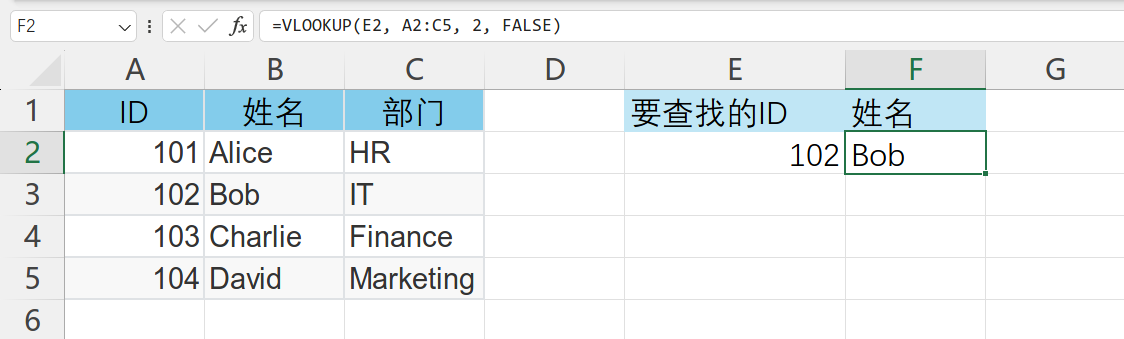 F2 fx =VLOOKUP(E2, A2:C5, 2, FALSE)
A B C D E F G
1 ID 姓名 部门 要查找的ID 姓名
2 101 Alice HR 102 Bob
3 102 Bob IT
4 103 Charlie Finance
5 104 David Marketing
6